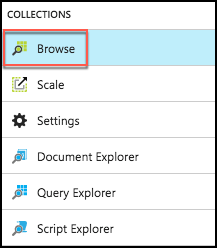 COLLECTIONS
Browse
Scale
Settings
Document Explorer
Query Explorer
Script Explorer